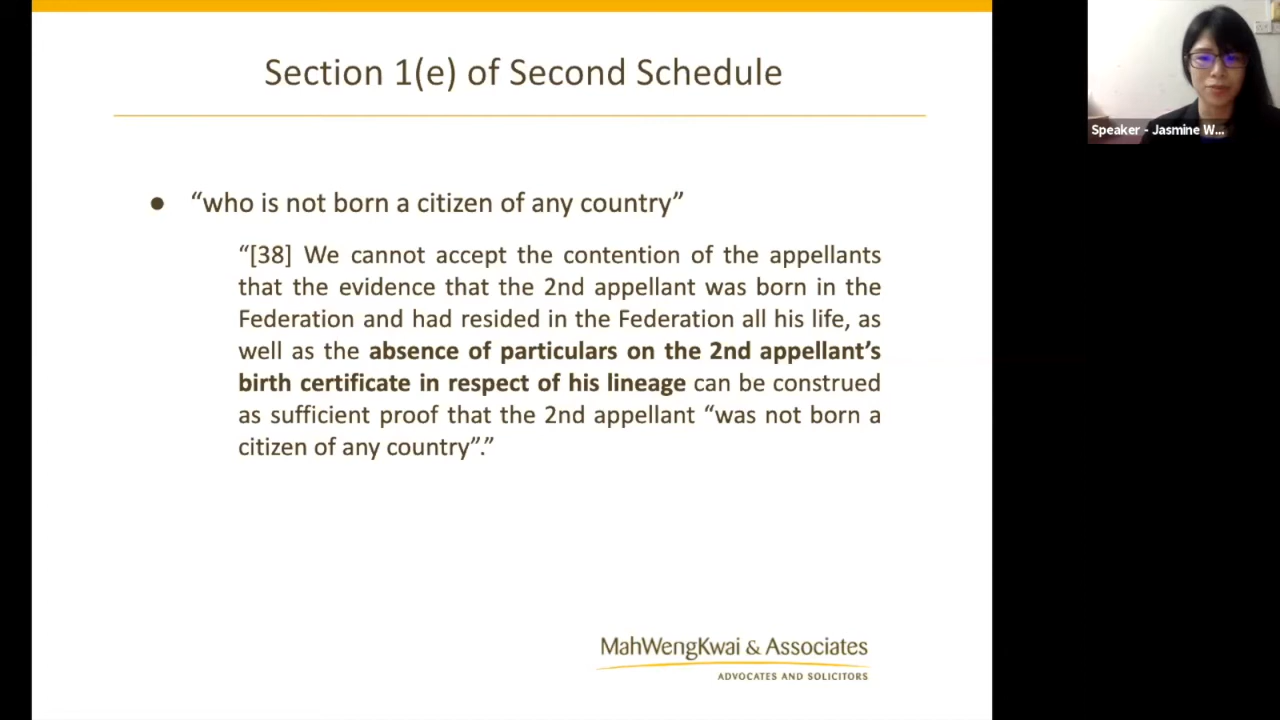 Section 1(e) of Second Schedule
Speaker - Jasmine W...
● “who is not born a citizen of any country”
“[38] We cannot accept the contention of the appellants
that the evidence that the 2nd appellant was born in the
Federation and had resided in the Federation all his life, as
well as the absence of particulars on the 2nd appellant’s
birth certificate in respect of his lineage can be construed
as sufficient proof that the 2nd appellant “was not born a
citizen of any country”.”
MahWengKwai & Associates
ADVOCATES AND SOLICITORS